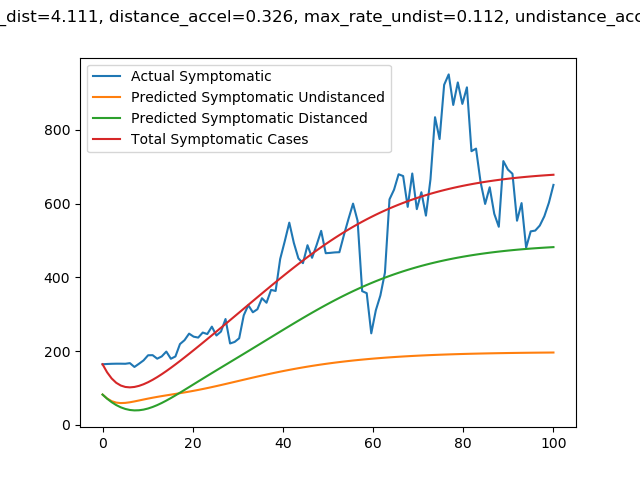 _dist=4.111, distance_accel=0.326, max_rate_undist=0.112, undistance_acc
Actual Symptomatic
Predicted Symptomatic Undistanced
Predicted Symptomatic Distanced
Total Symptomatic Cases
800
600
400
200
0
0 20 40 60 80 100